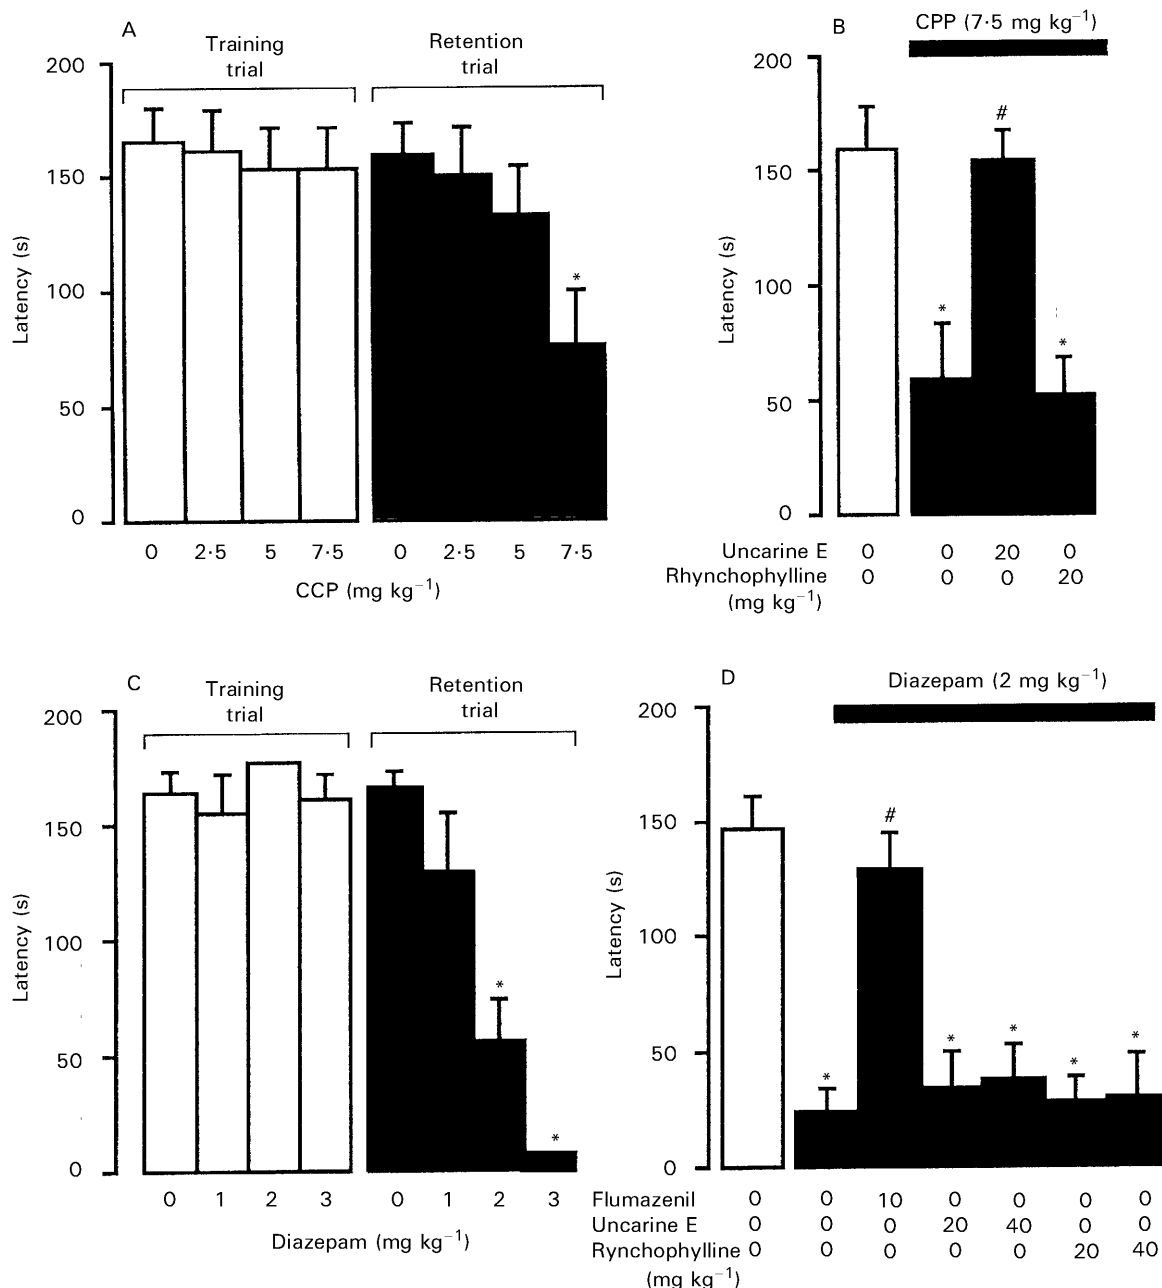 A
Training
trial
Retention
trial
200
150
100
50
0
Latency (s)
*
0 2·5 5 7·5 0 2·5 5 7·5
CCP (mg kg−1)
B
CPP (7·5 mg kg−1)
200
150
100
50
0
Latency (s)
*
#
*
Uncarine E 0 0 20 0
Rhynchophylline 0 0 0 20
(mg kg−1)
C
Training
trial
Retention
trial
200
150
100
50
0
Latency (s)
*
*
0 1 2 3 0 1 2 3
Diazepam (mg kg−1)
D
Diazepam (2 mg kg−1)
200
150
100
50
0
Latency (s)
*
#
*
*
*
*
Flumazenil 0 0 10 0 0 0 0
Uncarine E 0 0 0 20 40 0 0
Rynchophylline 0 0 0 0 0 20 40
(mg kg−1)